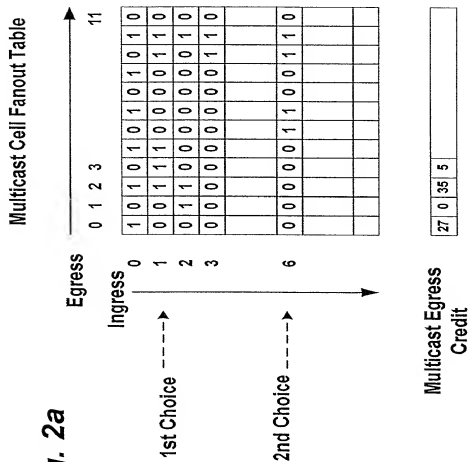 Multicast Cell Fanout Table
Egress
0 1 2 3 11
Ingress
0 1 0 0 0 1 0 0 0 1 0 1 0
1st Choice 1 0 0 1 1 1 0 0 0 0 1 1 0
2 0 1 1 0 1 0 0 0 1 0 1 0
3 0 0 0 0 0 0 0 0 0 1 1 0
2nd Choice 6 0 0 0 0 0 1 1 0 0 1 1 0
Multicast Egress
Credit
27 0 35 5
. 2a